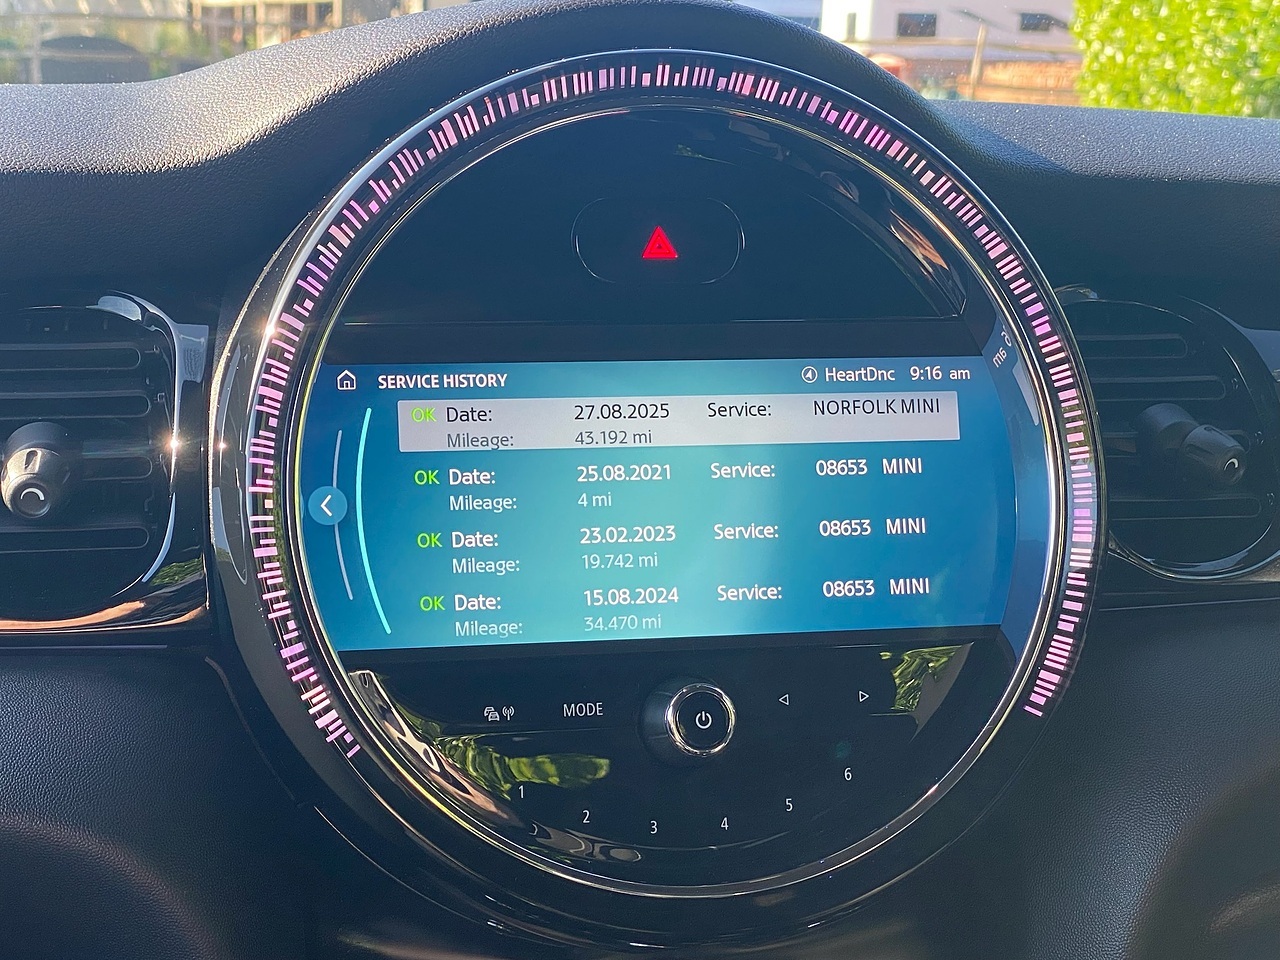 SERVICE HISTORY HeartDnc 9:16 am
OK Date: 27.08.2025 Service: NORFOLK MINI
Mileage: 43.192 mi
OK Date: 25.08.2021 Service: 08653 MINI
Mileage: 4 mi
OK Date: 23.02.2023 Service: 08653 MINI
Mileage: 19.742 mi
OK Date: 15.08.2024 Service: 08653 MINI
Mileage: 34.470 mi
MODE
1 2 3 4 5 6